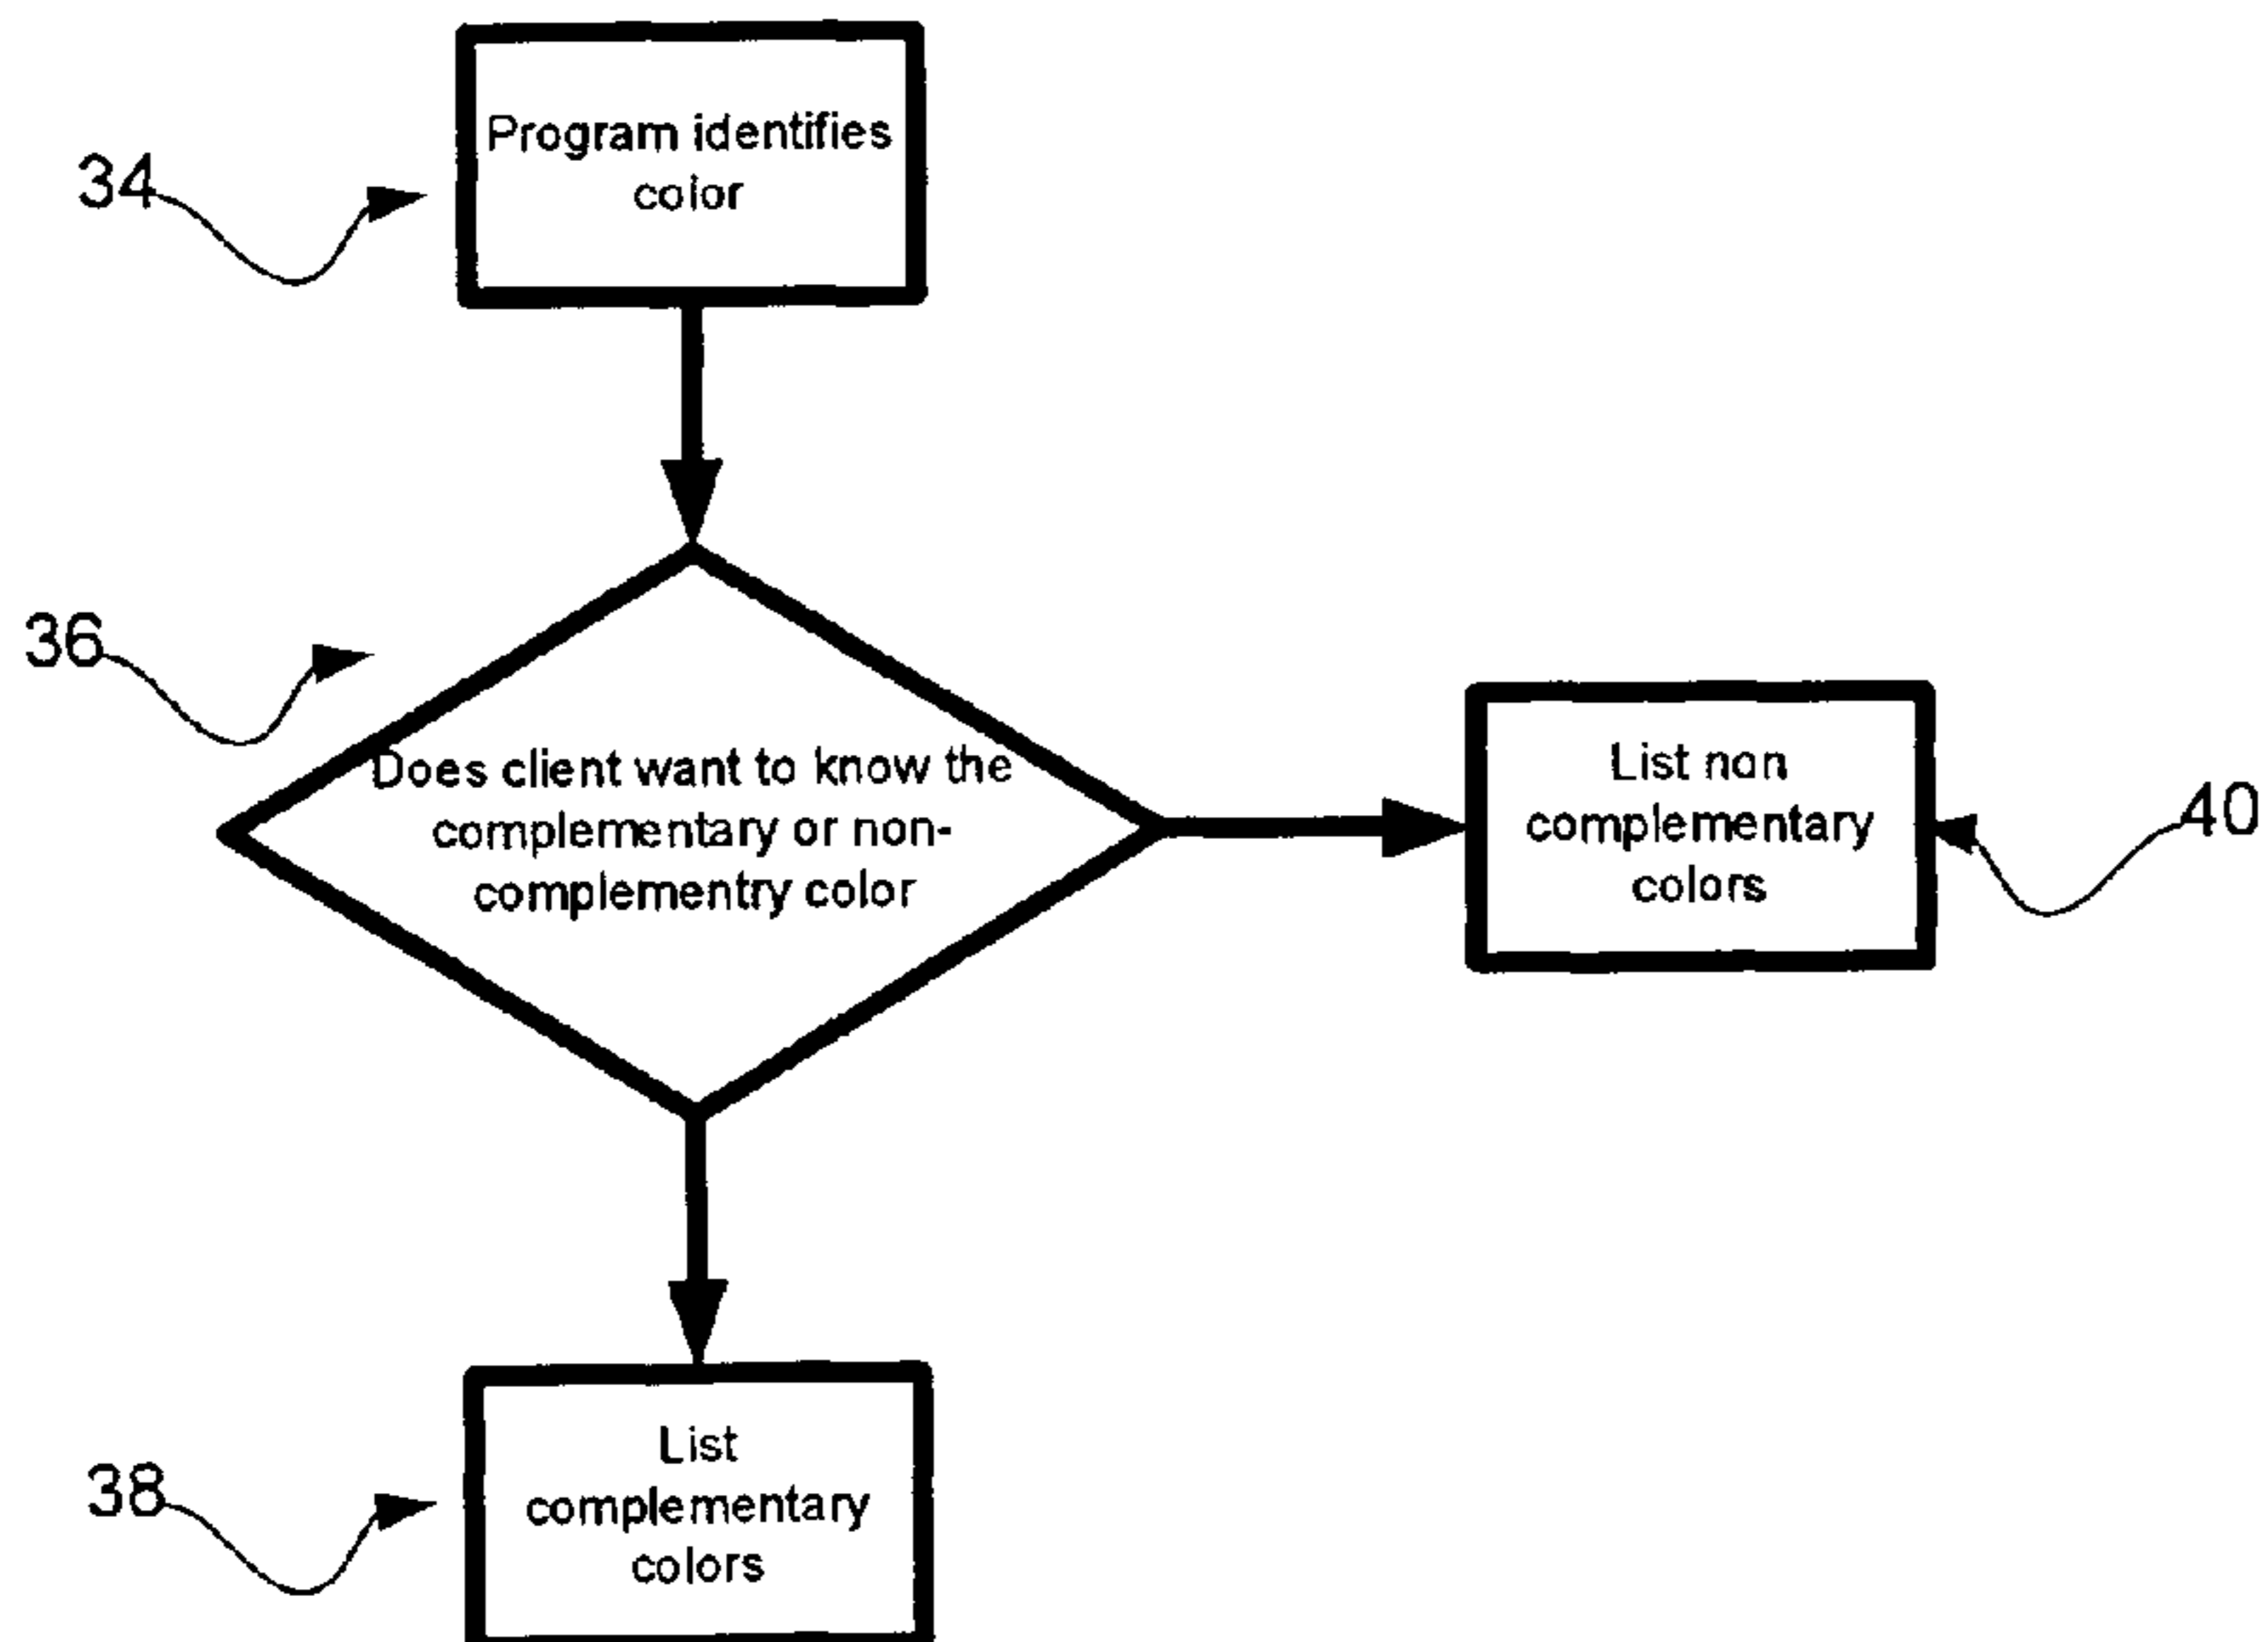 34
Program identifies
color
36
Does client want to know the
complementary or non-
complementry color
List non
complementary
colors
40
38
List
complementary
colors